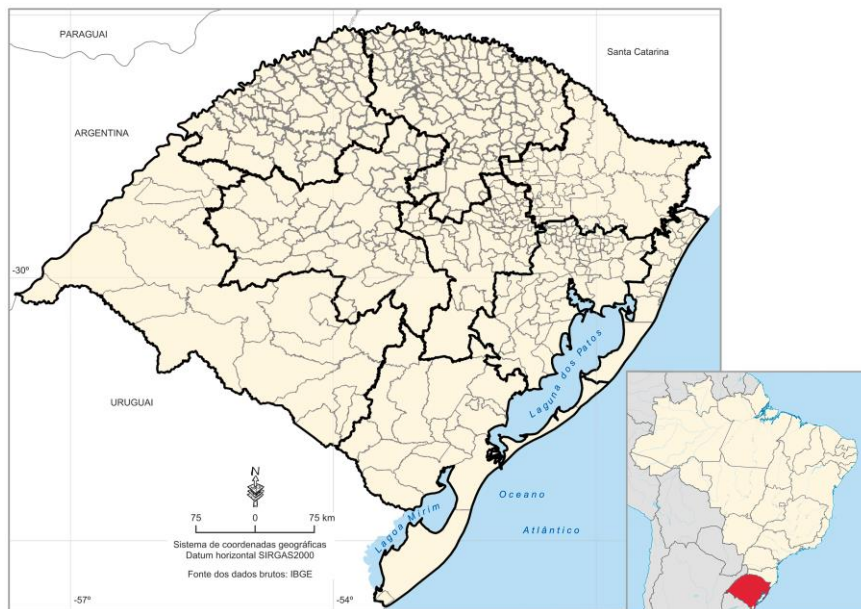 PARAGUAI
Santa Catarina
ARGENTINA
-30º
Laguna dos Patos
URUGUAI
N
75 0 75 km
Oceano
Atlântico
Lagoa Mirim
Sistema de coordenadas geográficas
Datum horizontal SIRGAS2000
Fonte dos dados brutos: IBGE
-57º
-54º